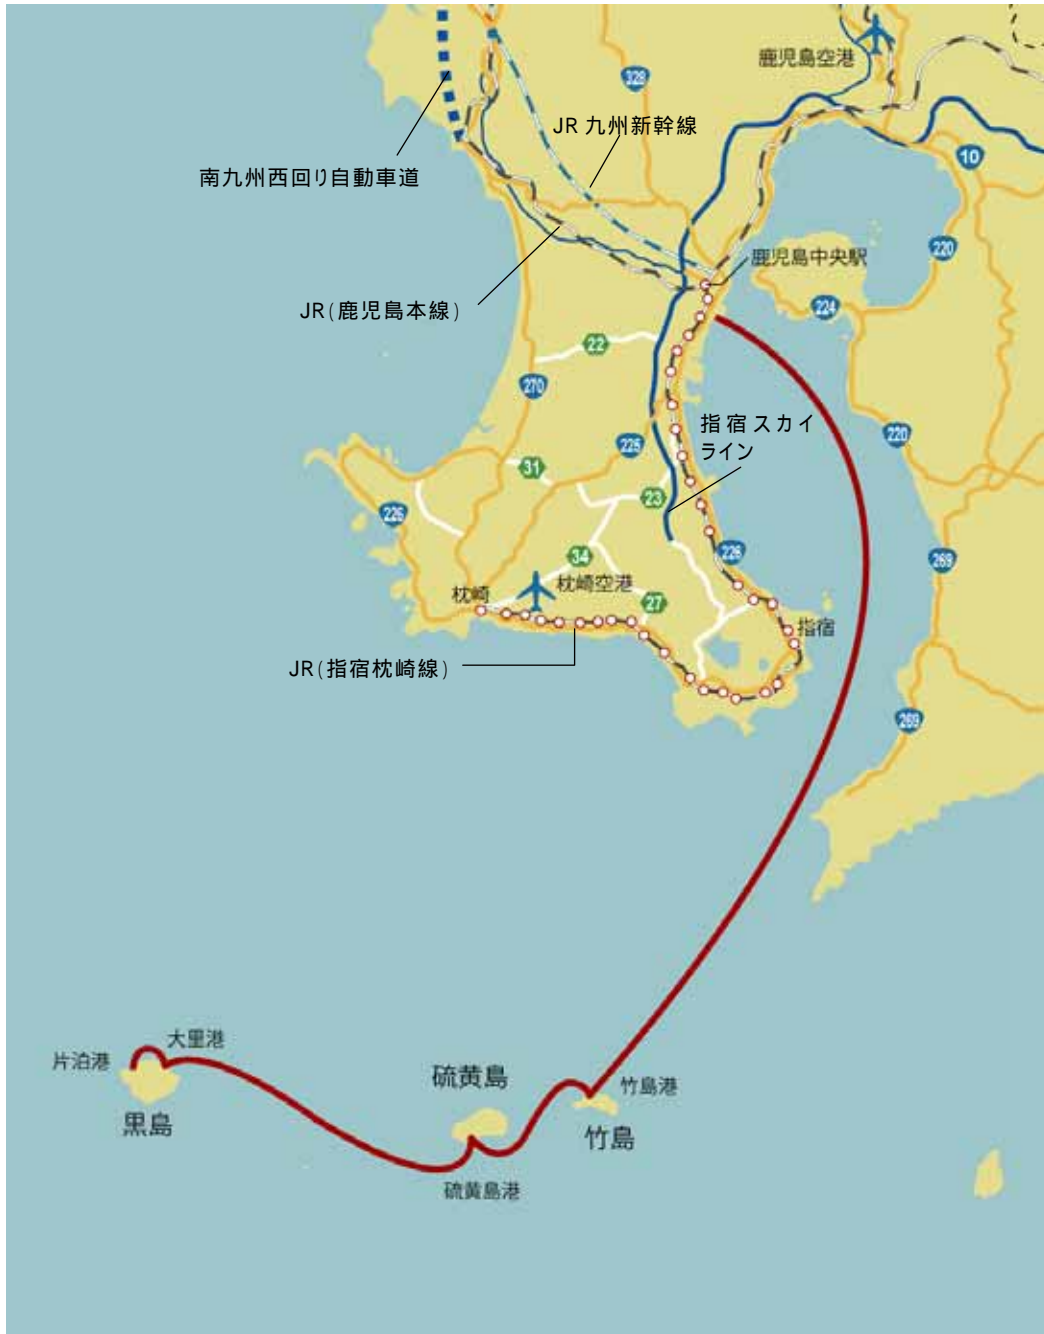 鹿児島空港
328
JR 九州新幹線
10
南九州西回り自動車道
220
鹿児島中央駅
JR(鹿児島本線)
224
22
270
指宿スカイ
ライン
225
220
31
23
226
226
34
269
枕崎空港
枕崎
27
指宿
JR(指宿枕崎線)
269
大里港
片泊港
硫黄島
竹島港
黒島
竹島
硫黄島港